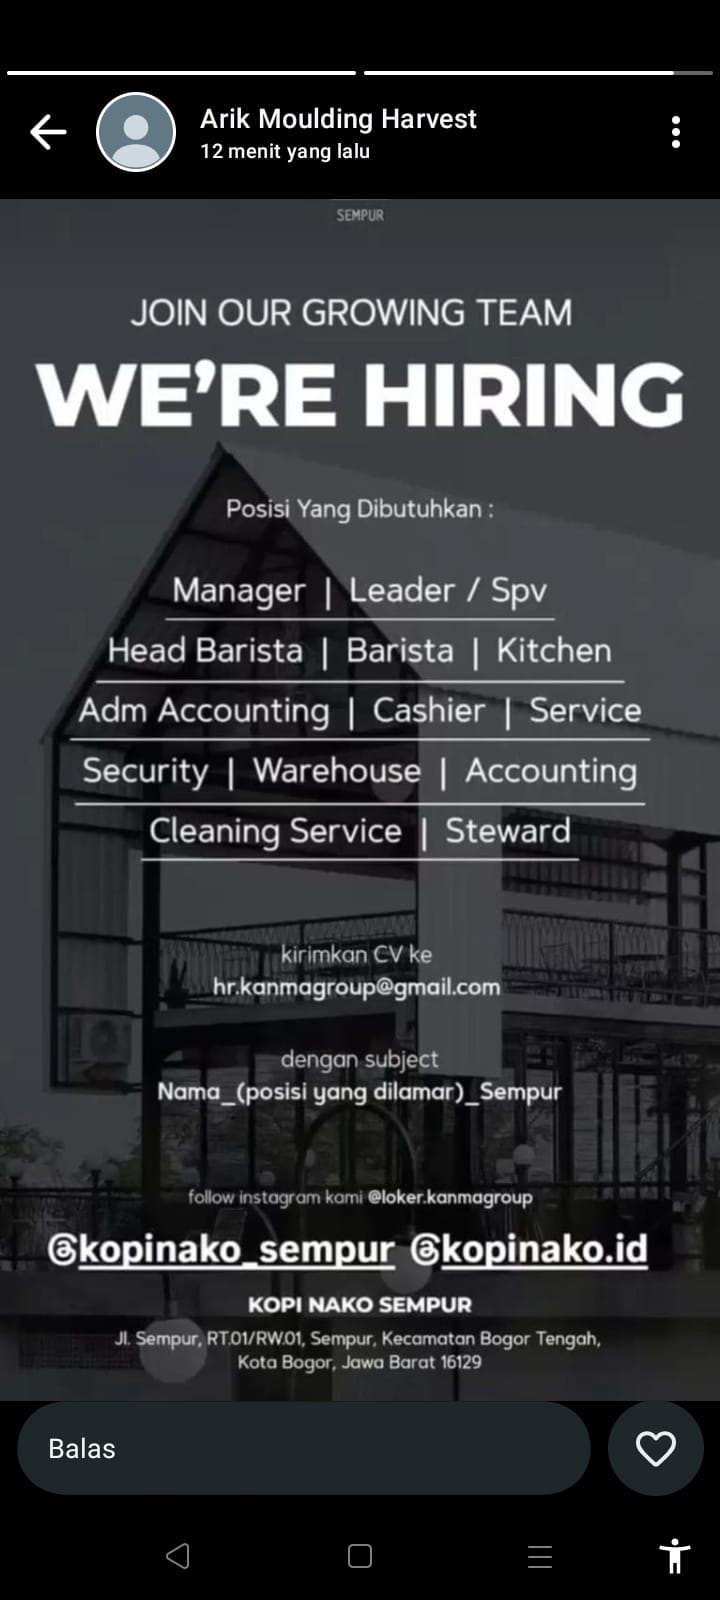 Arik Moulding Harvest
12 menit yang lalu
SEMPUR
JOIN OUR GROWING TEAM
WE'RE HIRING
Posisi Yang Dibutuhkan :
Manager | Leader / Spv
Head Barista | Barista | Kitchen
Adm Accounting | Cashier | Service
Security | Warehouse | Accounting
Cleaning Service | Steward
kirimkan CV ke
hr.kanmagroup@gmail.com
dengan subject
Nama_(posisi yang dilamar)_Sempur
follow instagram kami @loker.kanmagroup
@kopinako_sempur @kopinako.id
KOPI NAKO SEMPUR
Jl. Sempur, RT.01/RW.01, Sempur, Kecamatan Bogor Tengah,
Kota Bogor, Jawa Barat 16129
Balas